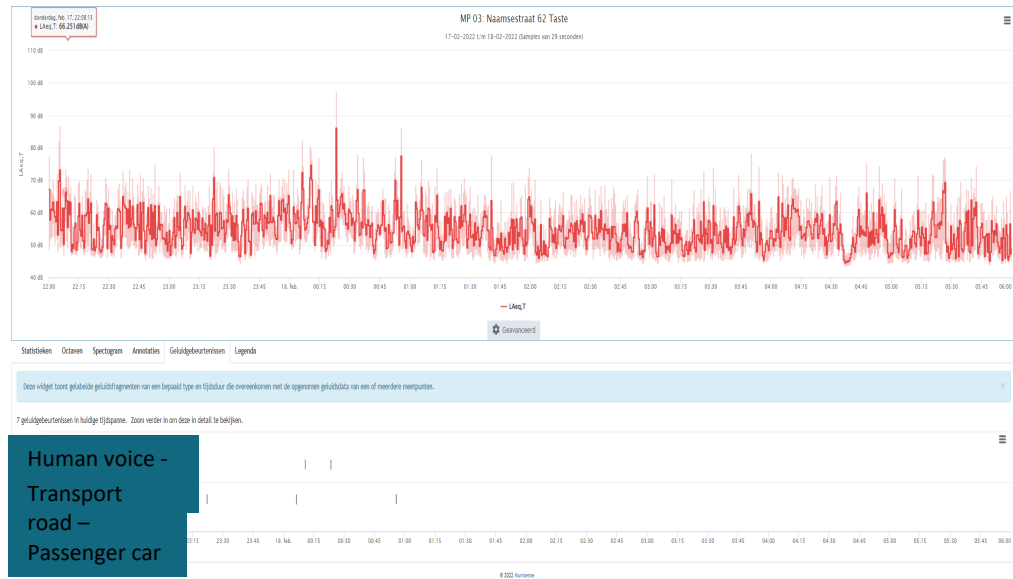 donderdag, feb. 17, 22:08:13
● LAeq,T: 66.251dB(A)
MP 03: Naamsestraat 62 Taste
17-02-2022 t/m 18-02-2022 (Samples van 29 seconden)
110 dB
100 dB
90 dB
80 dB
70 dB
60 dB
50 dB
40 dB
LAeq,T
22:00 22:15 22:30 22:45 23:00 23:15 23:30 23:45 18. feb. 00:15 00:30 00:45 01:00 01:15 01:30 01:45 02:00 02:15 02:30 02:45 03:00 03:15 03:30 03:45 04:00 04:15 04:30 04:45 05:00 05:15 05:30 05:45 06:00
LAeq,T
Geavanceerd
Statistieken Octaven Spectogram Annotaties Geluidgebeurtenissen Legenda
Deze widget toont gelabelde geluidsfragmenten van een bepaald type en tijdsduur die overeenkomen met de opgenomen geluidsdata van een of meerdere meetpunten. ×
7 geluidgebeurtenissen in huidige tijdspanne. Zoom verder in om deze in detail te bekijken.
Human voice -
Transport
road –
Passenger car
23:15 23:30 23:45 18. feb. 00:15 00:30 00:45 01:00 01:15 01:30 01:45 02:00 02:15 02:30 02:45 03:00 03:15 03:30 03:45 04:00 04:15 04:30 04:45 05:00 05:15 05:30 05:45 06:00
© 2022 Munisense